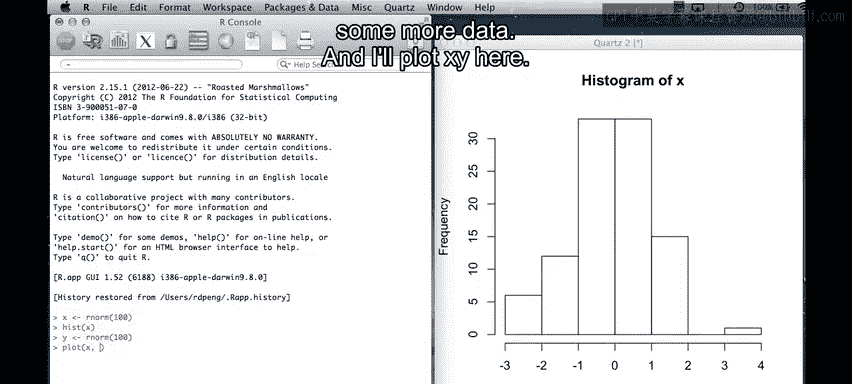 R File Edit Format Workspace Packages & Data Misc Quartz Window Help
100%
R Console
some more data.
And I'll plot xy here.
Quartz 2 [*]
R version 2.15.1 (2012-06-22) -- "Roasted Marshmallows"
Copyright (C) 2012 The R Foundation for Statistical Computing
ISBN 3-900051-07-0
Platform: i386-apple-darwin9.8.0/i386 (32-bit)
R is free software and comes with ABSOLUTELY NO WARRANTY.
You are welcome to redistribute it under certain conditions.
Type 'license()' or 'licence()' for distribution details.
Natural language support but running in an English locale
R is a collaborative project with many contributors.
Type 'contributors()' for more information and
'citation()' on how to cite R or R packages in publications.
Type 'demo()' for some demos, 'help()' for on-line help, or
'help.start()' for an HTML browser interface to help.
Type 'q()' to quit R.
[R.app GUI 1.52 (6188) i386-apple-darwin9.8.0]
[History restored from /Users/rdpeng/.Rapp.history]
> x <- rnorm(100)
> hist(x)
> y <- rnorm(100)
> plot(x, )
Histogram of x
Frequency
30
25
20
15
10
5
0
-3 -2 -1 0 1 2 3 4